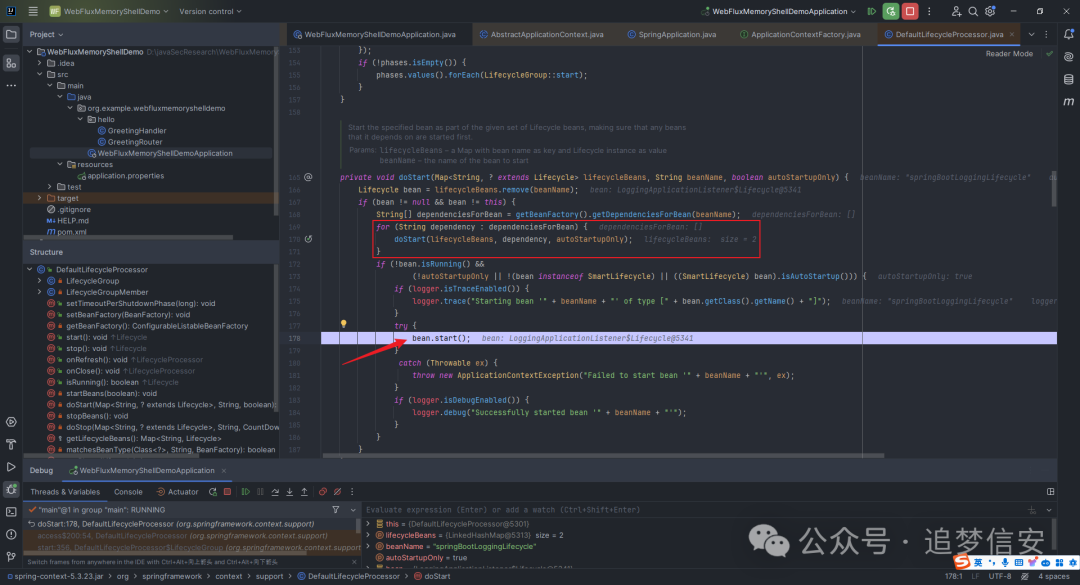 WF WebFluxMemoryShellDemo Version control WebFluxMemoryShellDemoApplication
Project
WebFluxMemoryShellDemoApplication.java AbstractApplicationContext.java SpringApplication.java ApplicationContextFactory.java DefaultLifecycleProcessor.java
Reader Mode
WebFluxMemoryShellDemo D:\javaSecResearch\WebFluxMemory
.idea
src
main
java
org.example.webfluxmemoryshelldemo
hello
GreetingHandler
GreetingRouter
WebFluxMemoryShellDemoApplication
resources
application.properties
test
target
.gitignore
HELP.md
pom.xml
Structure
DefaultLifecycleProcessor
LifecycleGroup
LifecycleGroupMember
setTimeoutPerShutdownPhase(long): void
setBeanFactory(BeanFactory): void
getBeanFactory(): ConfigurableListableBeanFactory
start(): void ↑Lifecycle
stop(): void ↑Lifecycle
onRefresh(): void ↑LifecycleProcessor
onClose(): void ↑LifecycleProcessor
isRunning(): boolean ↑Lifecycle
startBeans(boolean): void
doStart(Map<String, ? extends Lifecycle>, String, boolean):
stopBeans(): void
doStop(Map<String, ? extends Lifecycle>, String, CountDow
getLifecycleBeans(): Map<String, Lifecycle>
matchesBeanType(Class<?>, String, BeanFactory): boolean
153 });
154 if (!phases.isEmpty()) {
155 phases.values().forEach(LifecycleGroup::start);
156 }
157 }
158
Start the specified bean as part of the given set of Lifecycle beans, making sure that any beans
that it depends on are started first.
Params: lifecycleBeans – a Map with bean name as key and Lifecycle instance as value
beanName – the name of the bean to start
165 private void doStart(Map<String, ? extends Lifecycle> lifecycleBeans, String beanName, boolean autoStartupOnly) { beanName: "springBootLoggingLifecycle"
166 Lifecycle bean = lifecycleBeans.remove(beanName); bean: LoggingApplicationListener$Lifecycle@5341
167 if (bean != null && bean != this) {
168 String[] dependenciesForBean = getBeanFactory().getDependenciesForBean(beanName); dependenciesForBean: []
169 for (String dependency : dependenciesForBean) { dependenciesForBean: []
170 doStart(lifecycleBeans, dependency, autoStartupOnly); lifecycleBeans: size = 2
171 }
172 if (!bean.isRunning() &&
173 (!autoStartupOnly || !(bean instanceof SmartLifecycle) || ((SmartLifecycle) bean).isAutoStartup())) { autoStartupOnly: true
174 if (logger.isTraceEnabled()) {
175 logger.trace("Starting bean '" + beanName + "' of type [" + bean.getClass().getName() + "]"); beanName: "springBootLoggingLifecycle" logger
176 }
177 try {
178 bean.start(); bean: LoggingApplicationListener$Lifecycle@5341
179 }
180 catch (Throwable ex) {
181 throw new ApplicationContextException("Failed to start bean '" + beanName + "'", ex);
182 }
183 if (logger.isDebugEnabled()) {
184 logger.debug("Successfully started bean '" + beanName + "'");
185 }
186 }
187 }
Debug WebFluxMemoryShellDemoApplication
Threads & Variables Console Actuator
"main"@1 in group "main": RUNNING
doStart:178, DefaultLifecycleProcessor (org.springframework.context.support)
access$200:54, DefaultLifecycleProcessor (org.springframework.context.support)
start:356, DefaultLifecycleProcessor$LifecycleGroup (org.springframework.context.support)
Switch frames from anywhere in the IDE with Ctrl+Alt+向上箭头 and Ctrl+Alt+向下箭头
Evaluate expression (Enter) or add a watch (Ctrl+Shift+Enter)
this = {DefaultLifecycleProcessor@5301}
lifecycleBeans = {LinkedHashMap@5313} size = 2
beanName = "springBootLoggingLifecycle"
autoStartupOnly = true
公众号 · 追梦信安
英
spring-context-5.3.23.jar org springframework context support DefaultLifecycleProcessor doStart
178:1 LF UTF-8 4 spaces